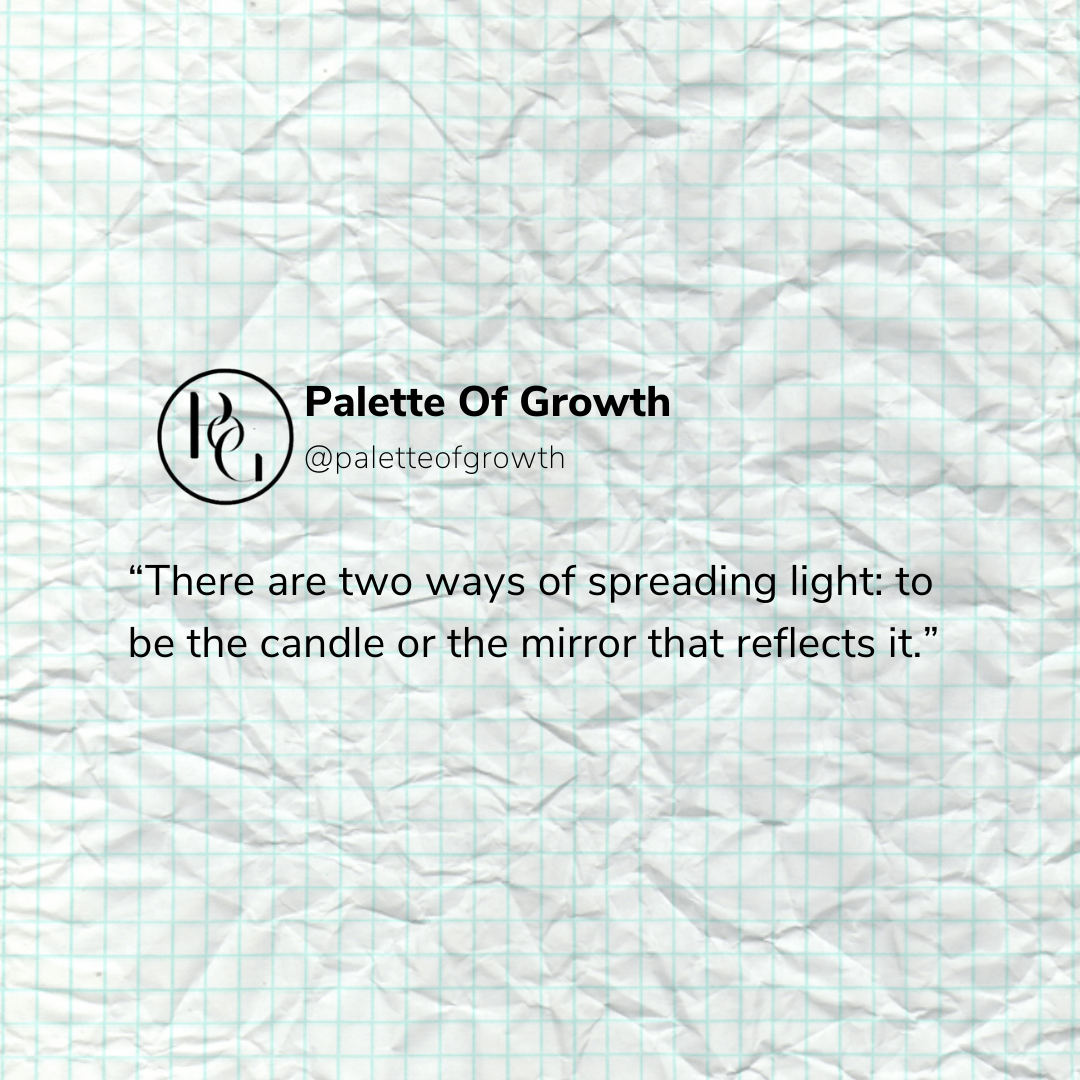 PG
Palette Of Growth
@paletteofgrowth
“There are two ways of spreading light: to
be the candle or the mirror that reflects it.”